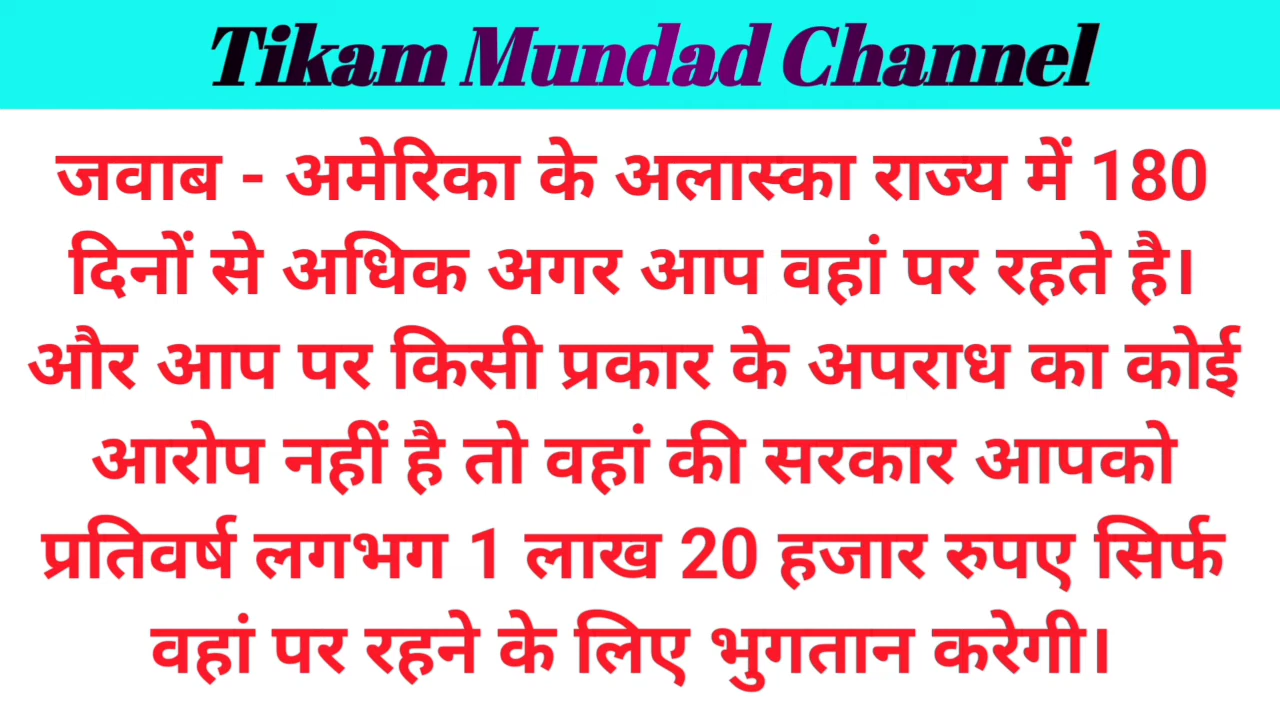 Tikam Mundad Channel
जवाब - अमेरिका के अलास्का राज्य में 180
दिनों से अधिक अगर आप वहां पर रहते है।
और आप पर किसी प्रकार के अपराध का कोई
आरोप नहीं है तो वहां की सरकार आपको
प्रतिवर्ष लगभग 1 लाख 20 हजार रुपए सिर्फ
वहां पर रहने के लिए भुगतान करेगी।